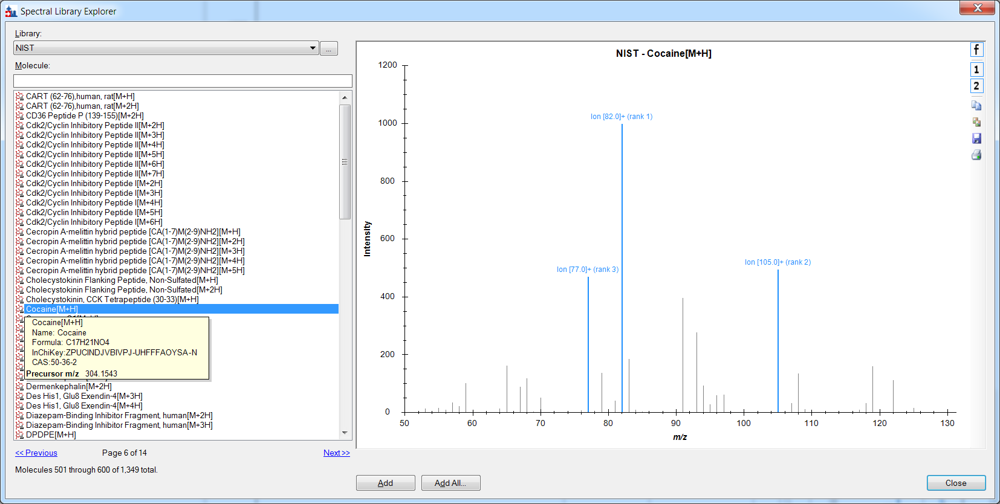 Spectral Library Explorer
Library:
NIST
...
Molecule:
CART (62-76),human, rat[M+H]
CART (62-76),human, rat[M+2H]
CD36 Peptide P (139-155)[M+2H]
Cdk2/Cyclin Inhibitory Peptide II[M+2H]
Cdk2/Cyclin Inhibitory Peptide II[M+3H]
Cdk2/Cyclin Inhibitory Peptide II[M+4H]
Cdk2/Cyclin Inhibitory Peptide II[M+5H]
Cdk2/Cyclin Inhibitory Peptide II[M+6H]
Cdk2/Cyclin Inhibitory Peptide II[M+7H]
Cdk2/Cyclin Inhibitory Peptide I[M+2H]
Cdk2/Cyclin Inhibitory Peptide I[M+3H]
Cdk2/Cyclin Inhibitory Peptide I[M+4H]
Cdk2/Cyclin Inhibitory Peptide I[M+5H]
Cdk2/Cyclin Inhibitory Peptide I[M+6H]
Cecropin A-melittin hybrid peptide [CA(1-7)M(2-9)NH2][M+H]
Cecropin A-melittin hybrid peptide [CA(1-7)M(2-9)NH2][M+2H]
Cecropin A-melittin hybrid peptide [CA(1-7)M(2-9)NH2][M+3H]
Cecropin A-melittin hybrid peptide [CA(1-7)M(2-9)NH2][M+4H]
Cecropin A-melittin hybrid peptide [CA(1-7)M(2-9)NH2][M+5H]
Cholecystokinin Flanking Peptide, Non-Sulfated[M+H]
Cholecystokinin Flanking Peptide, Non-Sulfated[M+2H]
Cholecystokinin, CCK Tetrapeptide (30-33)[M+H]
Cocaine[M+H]
Cocaine[M+H]
Name: Cocaine
Formula: C17H21NO4
InChiKey:ZPUCINDJVBIVPJ-UHFFFAOYSA-N
CAS:50-36-2
Precursor m/z 304.1543
Dermenkephalin[M+2H]
Des His1, Glu8 Exendin-4[M+3H]
Des His1, Glu8 Exendin-4[M+4H]
Diazepam-Binding Inhibitor Fragment, human[M+2H]
Diazepam-Binding Inhibitor Fragment, human[M+3H]
DPDPE[M+H]
<< Previous
Page 6 of 14
Next >>
Molecules 501 through 600 of 1,349 total.
NIST - Cocaine[M+H]
Intensity
1200
1000
800
600
400
200
0
Ion [82.0]+ (rank 1)
Ion [105.0]+ (rank 2)
Ion [77.0]+ (rank 3)
50 60 70 80 90 100 110 120 130
m/z
f
1
2
Add
Add All...
Close